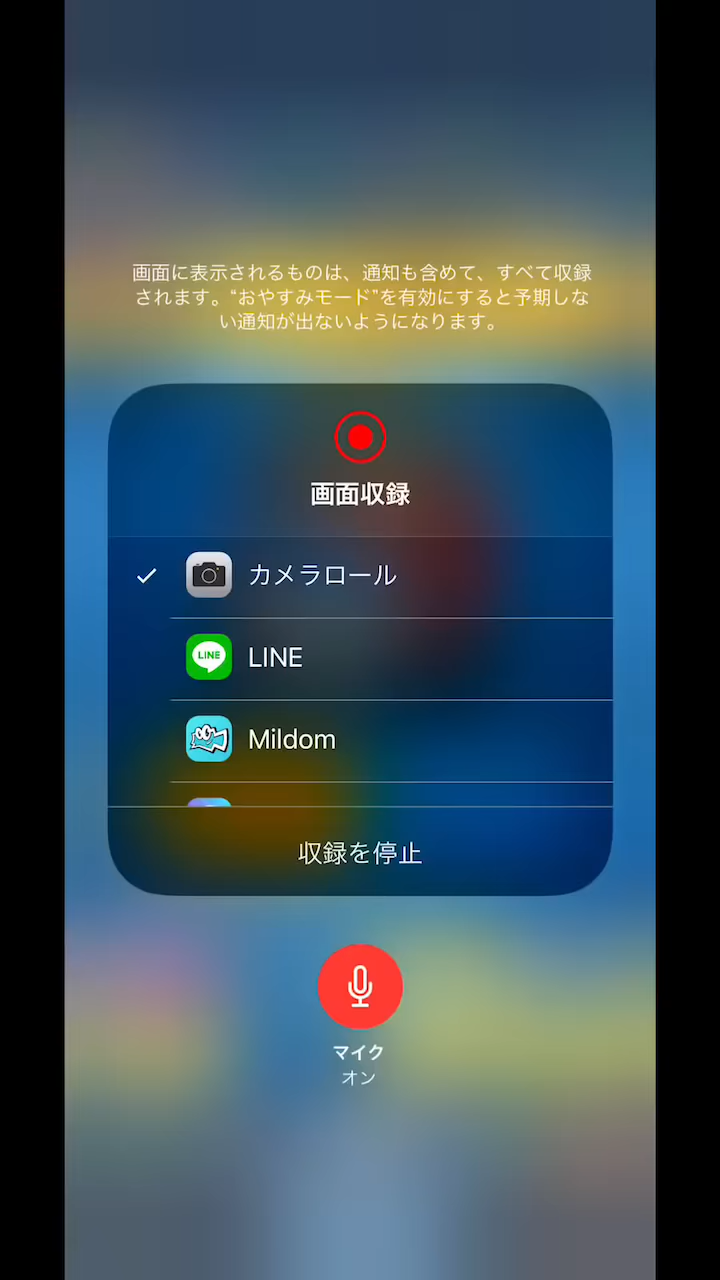 画面に表示されるものは、通知も含めて、すべて収録
されます。“おやすみモード”を有効にすると予期しな
い通知が出ないようになります。
画面収録
カメラロール
LINE
LINE
Mildom
収録を停止
マイク
オン